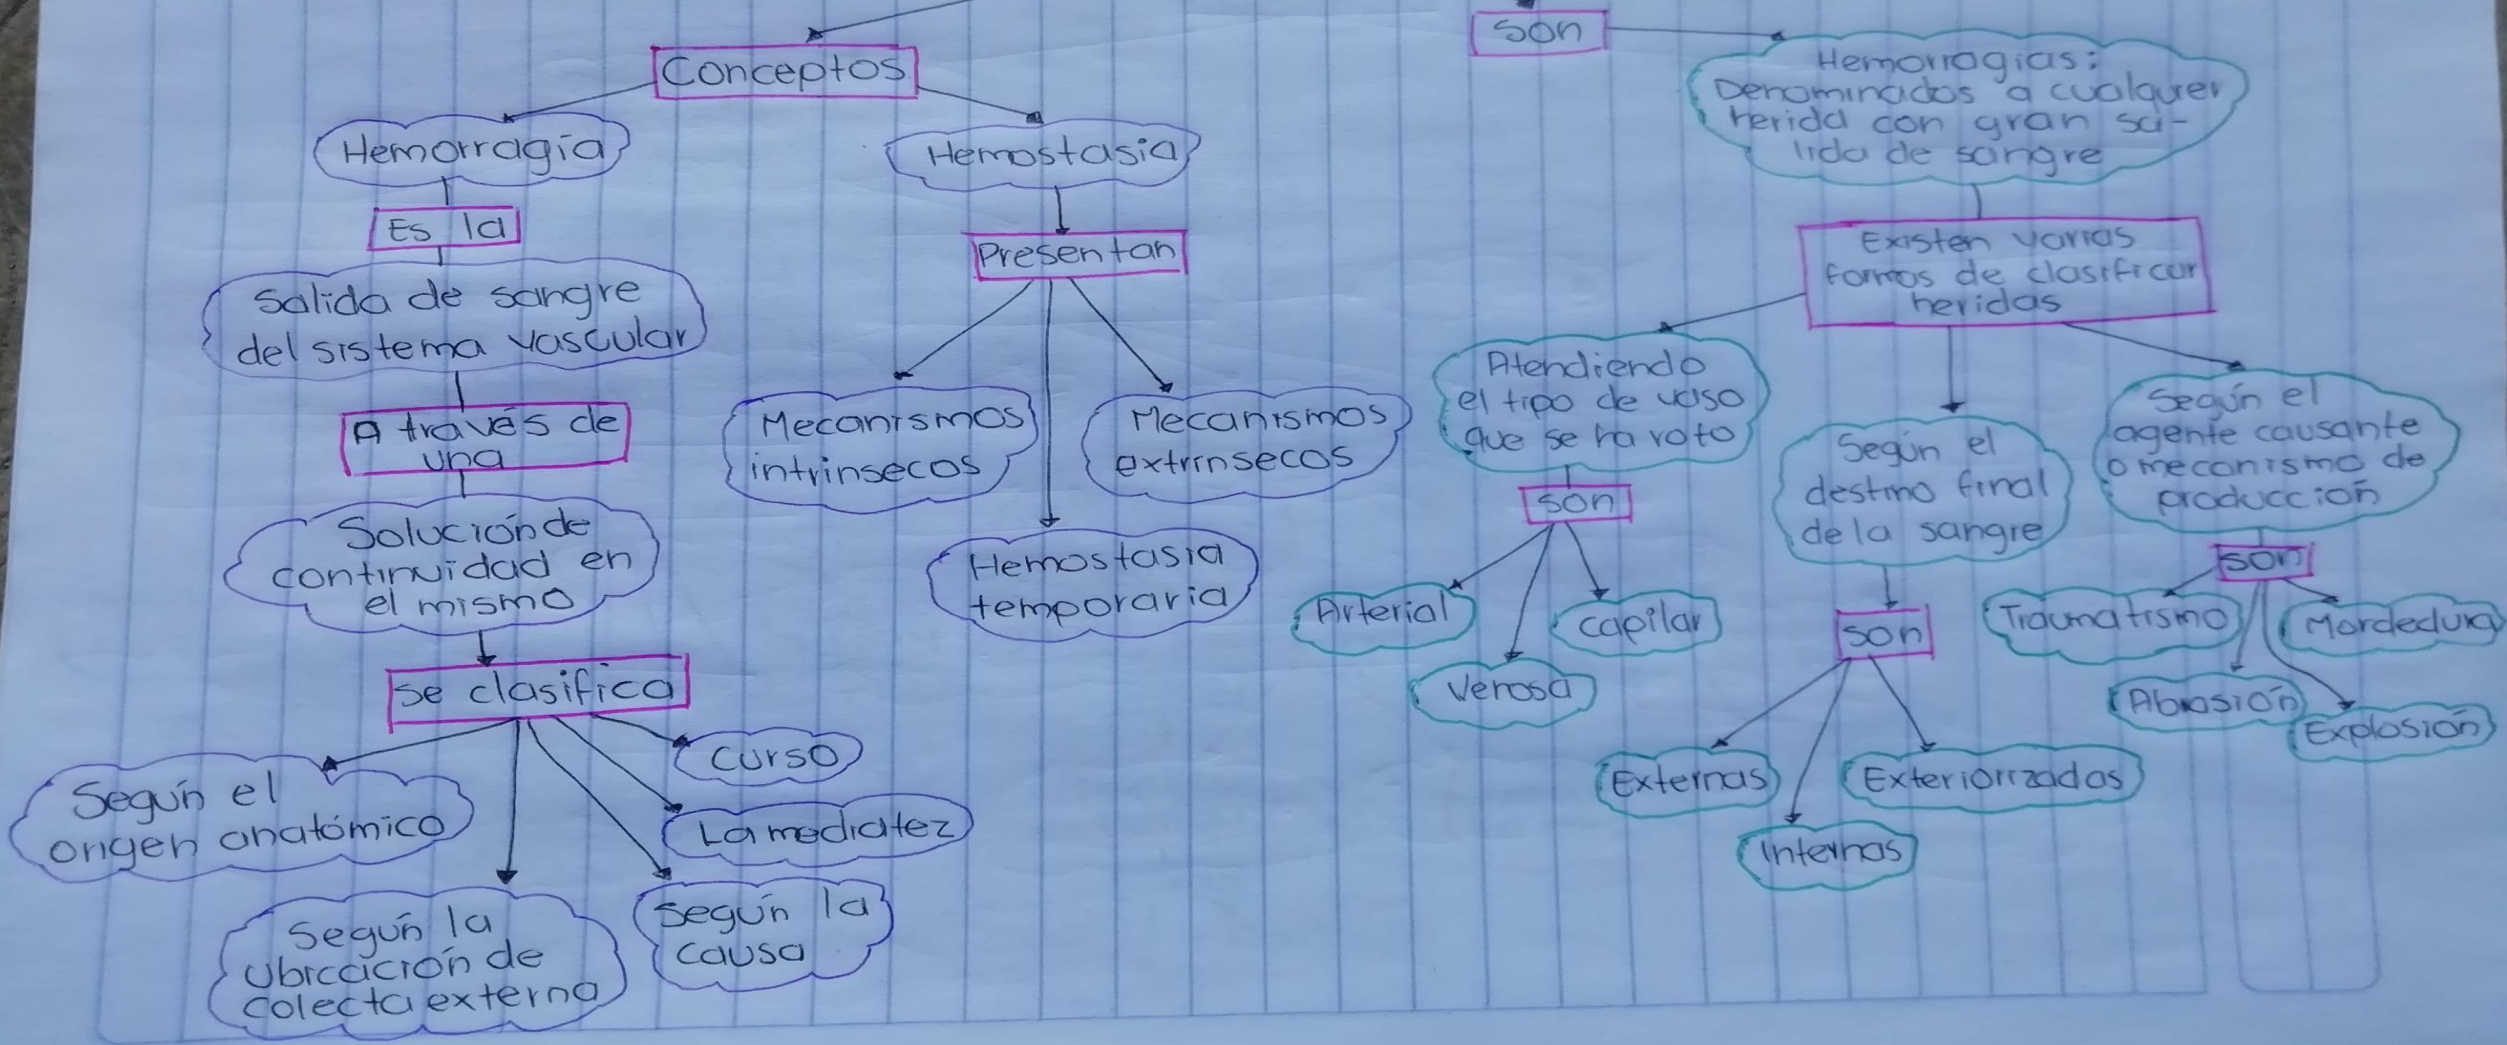 Conceptos
Hemorragia
Es la
Salida de sangre
del sistema vascular
A través de
una
Solución de
continuidad en
el mismo
se clasifica
Según el
origen anatómico
Según la
ubicación de
colecta externa
Según la
causa
La mediatez
curso
Hemostasia
Presentan
Mecanismos
intrinsecos
Hemostasia
temporaria
Mecanismos
extrinsecos
son
Hemorragias:
Denominados a cualquier
herida con gran sa-
lida de sangre
Existen varias
formas de clasificar
heridas
Atendiendo
el tipo de vaso
que se ha roto
son
Arterial
Venosa
capilar
Según el
destino final
de la sangre
son
Externas
Internas
Exteriorizadas
Según el
agente causante
o mecanismo de
producción
son
Traumatismo
Abrasión
Explosión
Mordedura